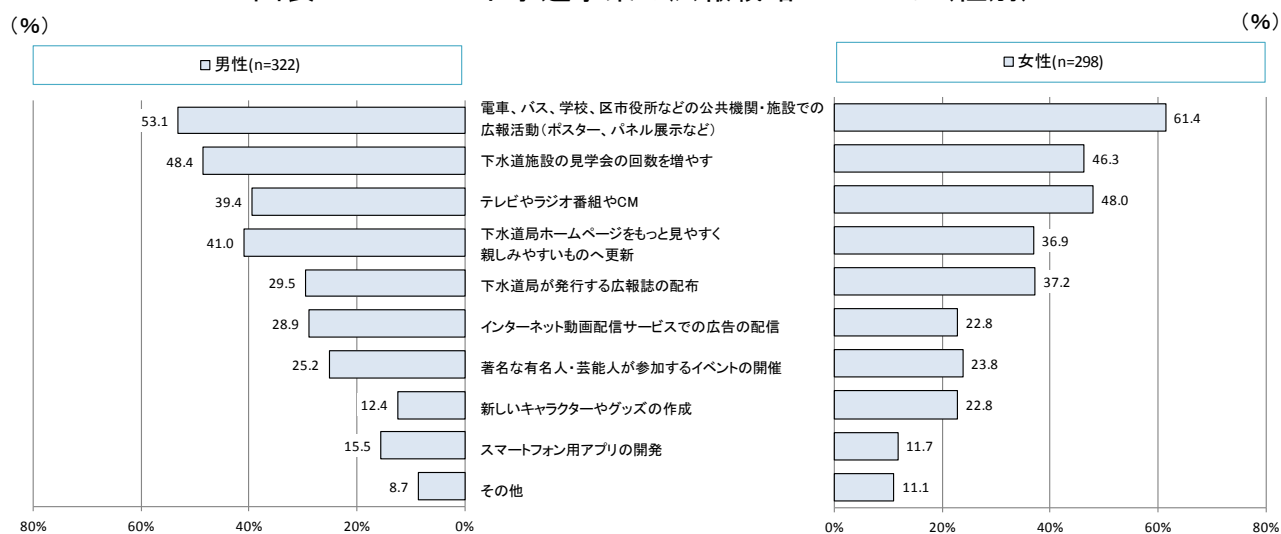 (%)
(%)
男性(n=322)
女性(n=298)
53.1
電車、バス、学校、区市役所などの公共機関・施設での
広報活動(ポスター、パネル展示など)
61.4
48.4
下水道施設の見学会の回数を増やす
46.3
39.4
テレビやラジオ番組やCM
48.0
41.0
下水道局ホームページをもっと見やすく
親しみやすいものへ更新
36.9
29.5
下水道局が発行する広報誌の配布
37.2
28.9
インターネット動画配信サービスでの広告の配信
22.8
25.2
著名な有名人・芸能人が参加するイベントの開催
23.8
12.4
新しいキャラクターやグッズの作成
22.8
15.5
スマートフォン用アプリの開発
11.7
8.7
その他
11.1
80% 60% 40% 20% 0%
0% 20% 40% 60% 80%